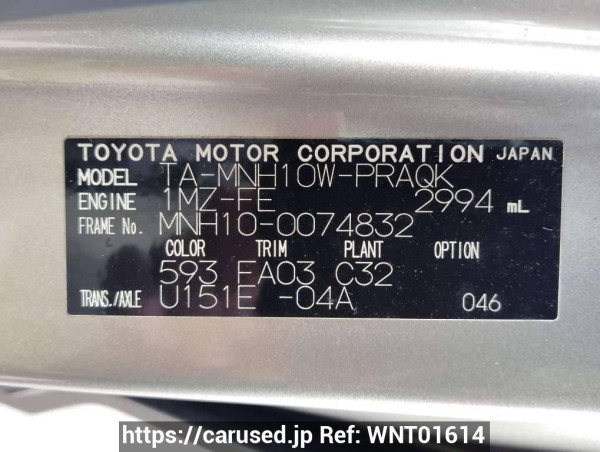 TOYOTA MOTOR CORPORATION JAPAN
MODEL TA-MNH10W-PRAQK
ENGINE 1MZ-FE 2994 mL
FRAME No. MNH10-0074832
COLOR TRIM PLANT OPTION
593 FA03 C32
TRANS./AXLE U151E -04A 046
https://carused.jp Ref: WNT01614